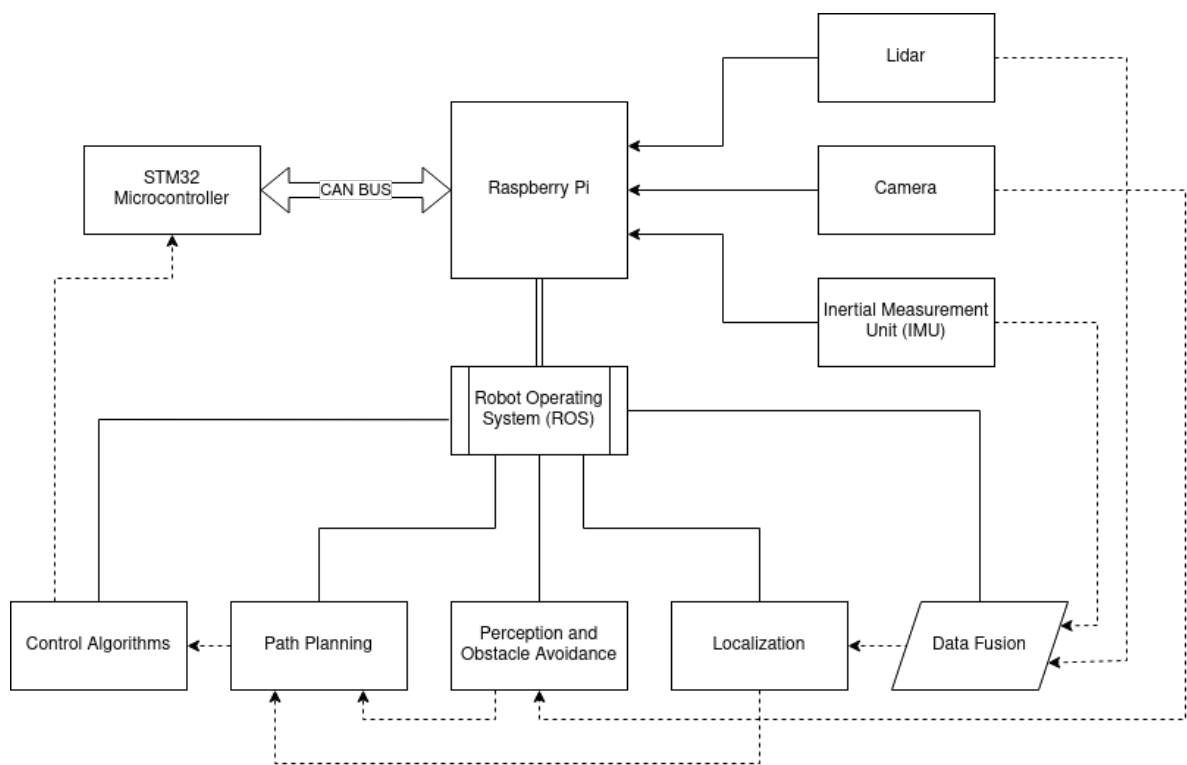 Lidar
STM32
Microcontroller
CAN BUS
Raspberry Pi
Camera
Inertial Measurement
Unit (IMU)
Robot Operating
System (ROS)
Control Algorithms
Path Planning
Perception and
Obstacle Avoidance
Localization
Data Fusion